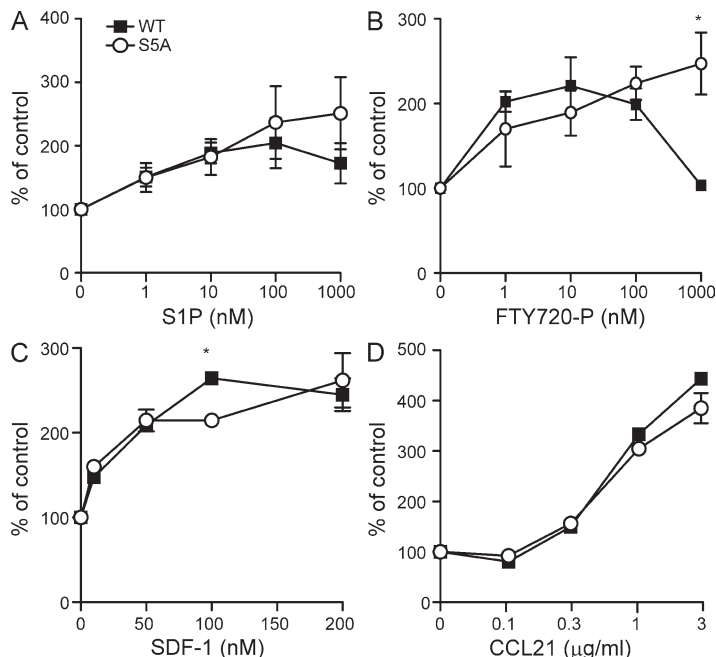 A
WT
S5A
400
300
200
100
0
% of control
0 1 10 100 1000
S1P (nM)
B
*
300
200
100
0
% of control
0 1 10 100 1000
FTY720-P (nM)
C
*
300
200
100
0
% of control
0 50 100 150 200
SDF-1 (nM)
D
500
400
300
200
100
0
% of control
0 0.1 0.3 1 3
CCL21 (μg/ml)